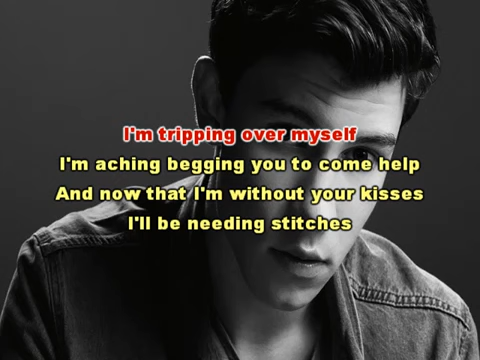 I'm tripping over myself
I'm aching begging you to come help
And now that I'm without your kisses
I'll be needing stitches